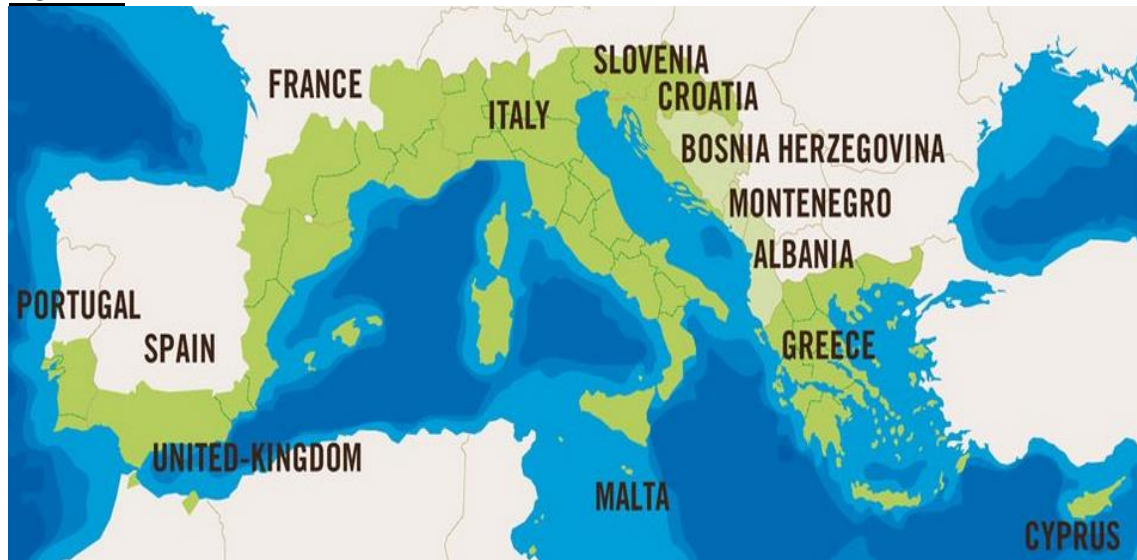 SLOVENIA
FRANCE
CROATIA
ITALY
BOSNIA HERZEGOVINA
MONTENEGRO
ALBANIA
PORTUGAL
SPAIN
GREECE
UNITED-KINGDOM
MALTA
CYPRUS